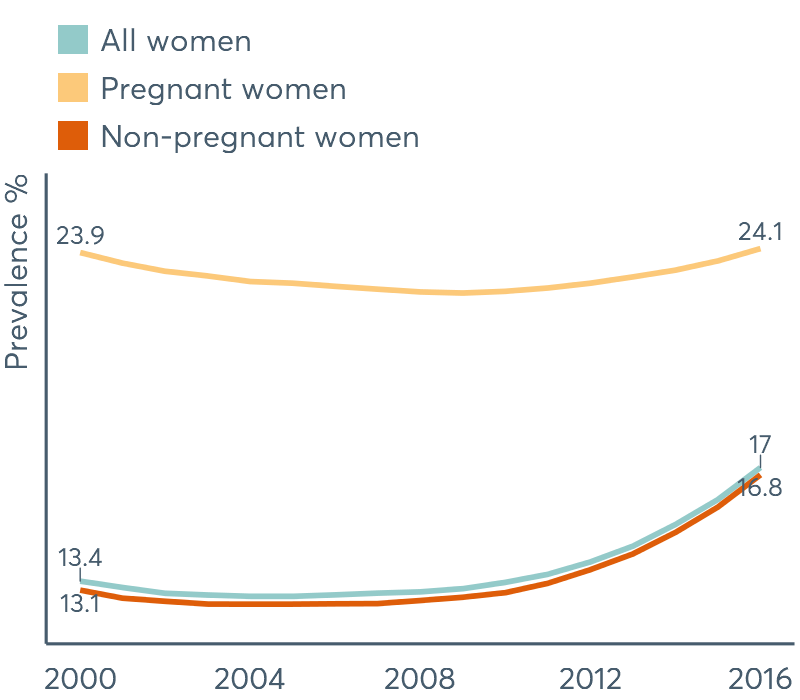 All women
Pregnant women
Non-pregnant women
Prevalence %
23.9
24.1
17
16.8
13.4
13.1
2000 2004 2008 2012 2016